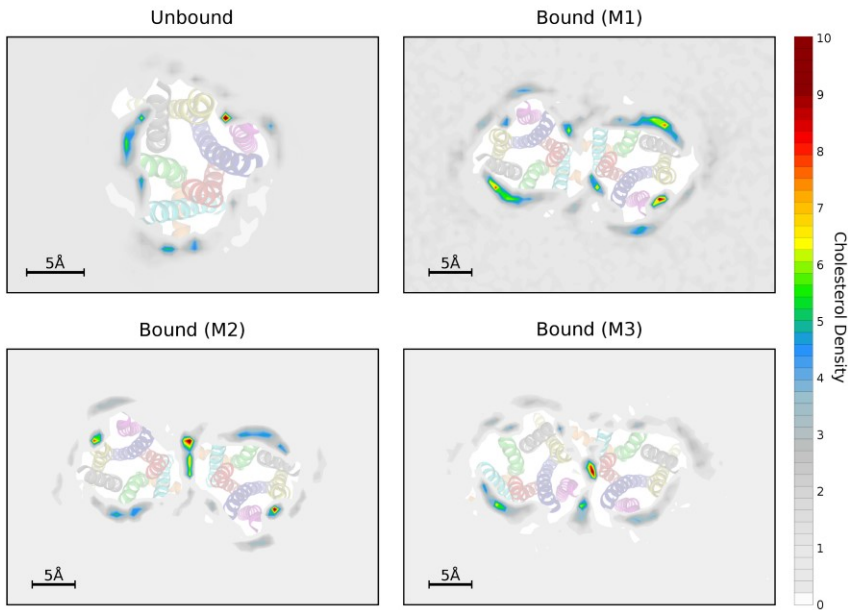 Unbound
Bound (M1)
5Å
5Å
Bound (M2)
Bound (M3)
5Å
5Å
10
9
8
7
6
5
4
3
2
1
0
Cholesterol Density